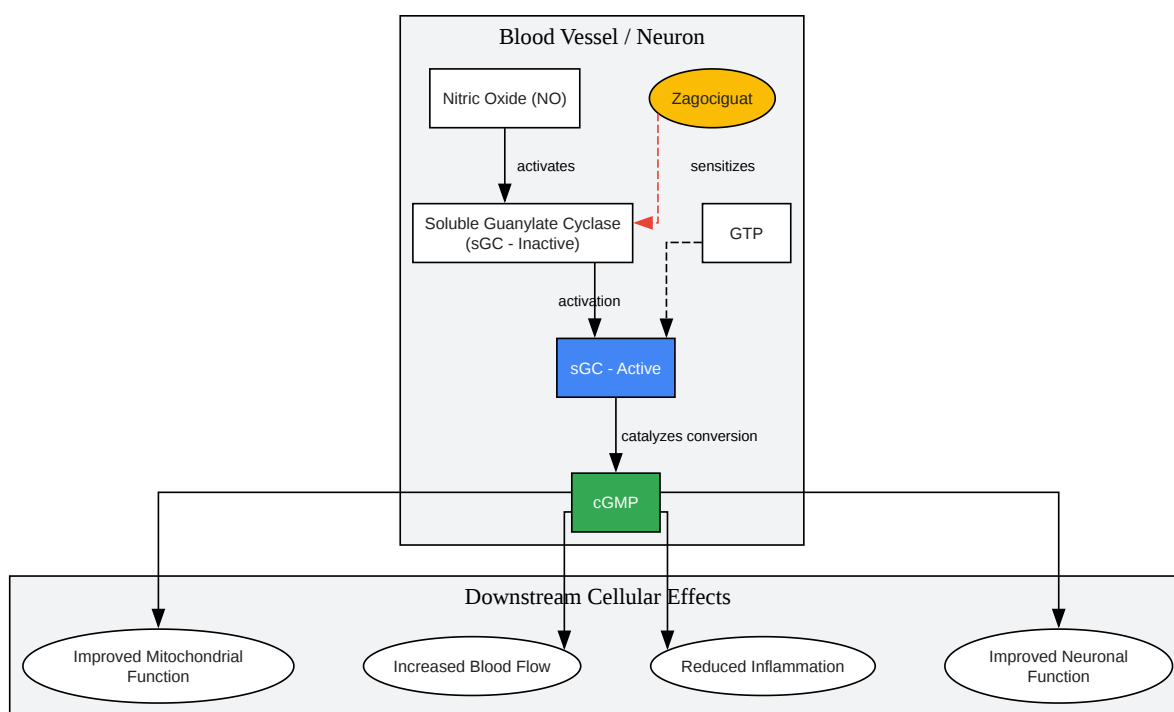 Blood Vessel / Neuron
Nitric Oxide (NO)
Zagociguat
activates
sensitizes
Soluble Guanylate Cyclase
(sGC - Inactive)
GTP
activation
sGC - Active
catalyzes conversion
cGMP
Downstream Cellular Effects
Improved Mitochondrial
Function
Increased Blood Flow
Reduced Inflammation
Improved Neuronal
Function